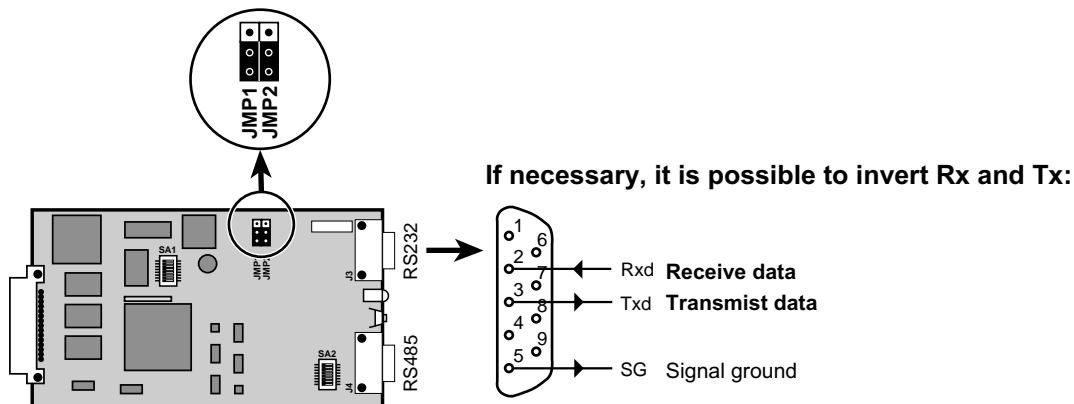 JMP1
JMP2
If necessary, it is possible to invert Rx and Tx:
SA1
J3
RS232
SA2
J4
RS485
1
6
2
7
3
8
4
9
5
Rxd Receive data
Txd Transmist data
SG Signal ground